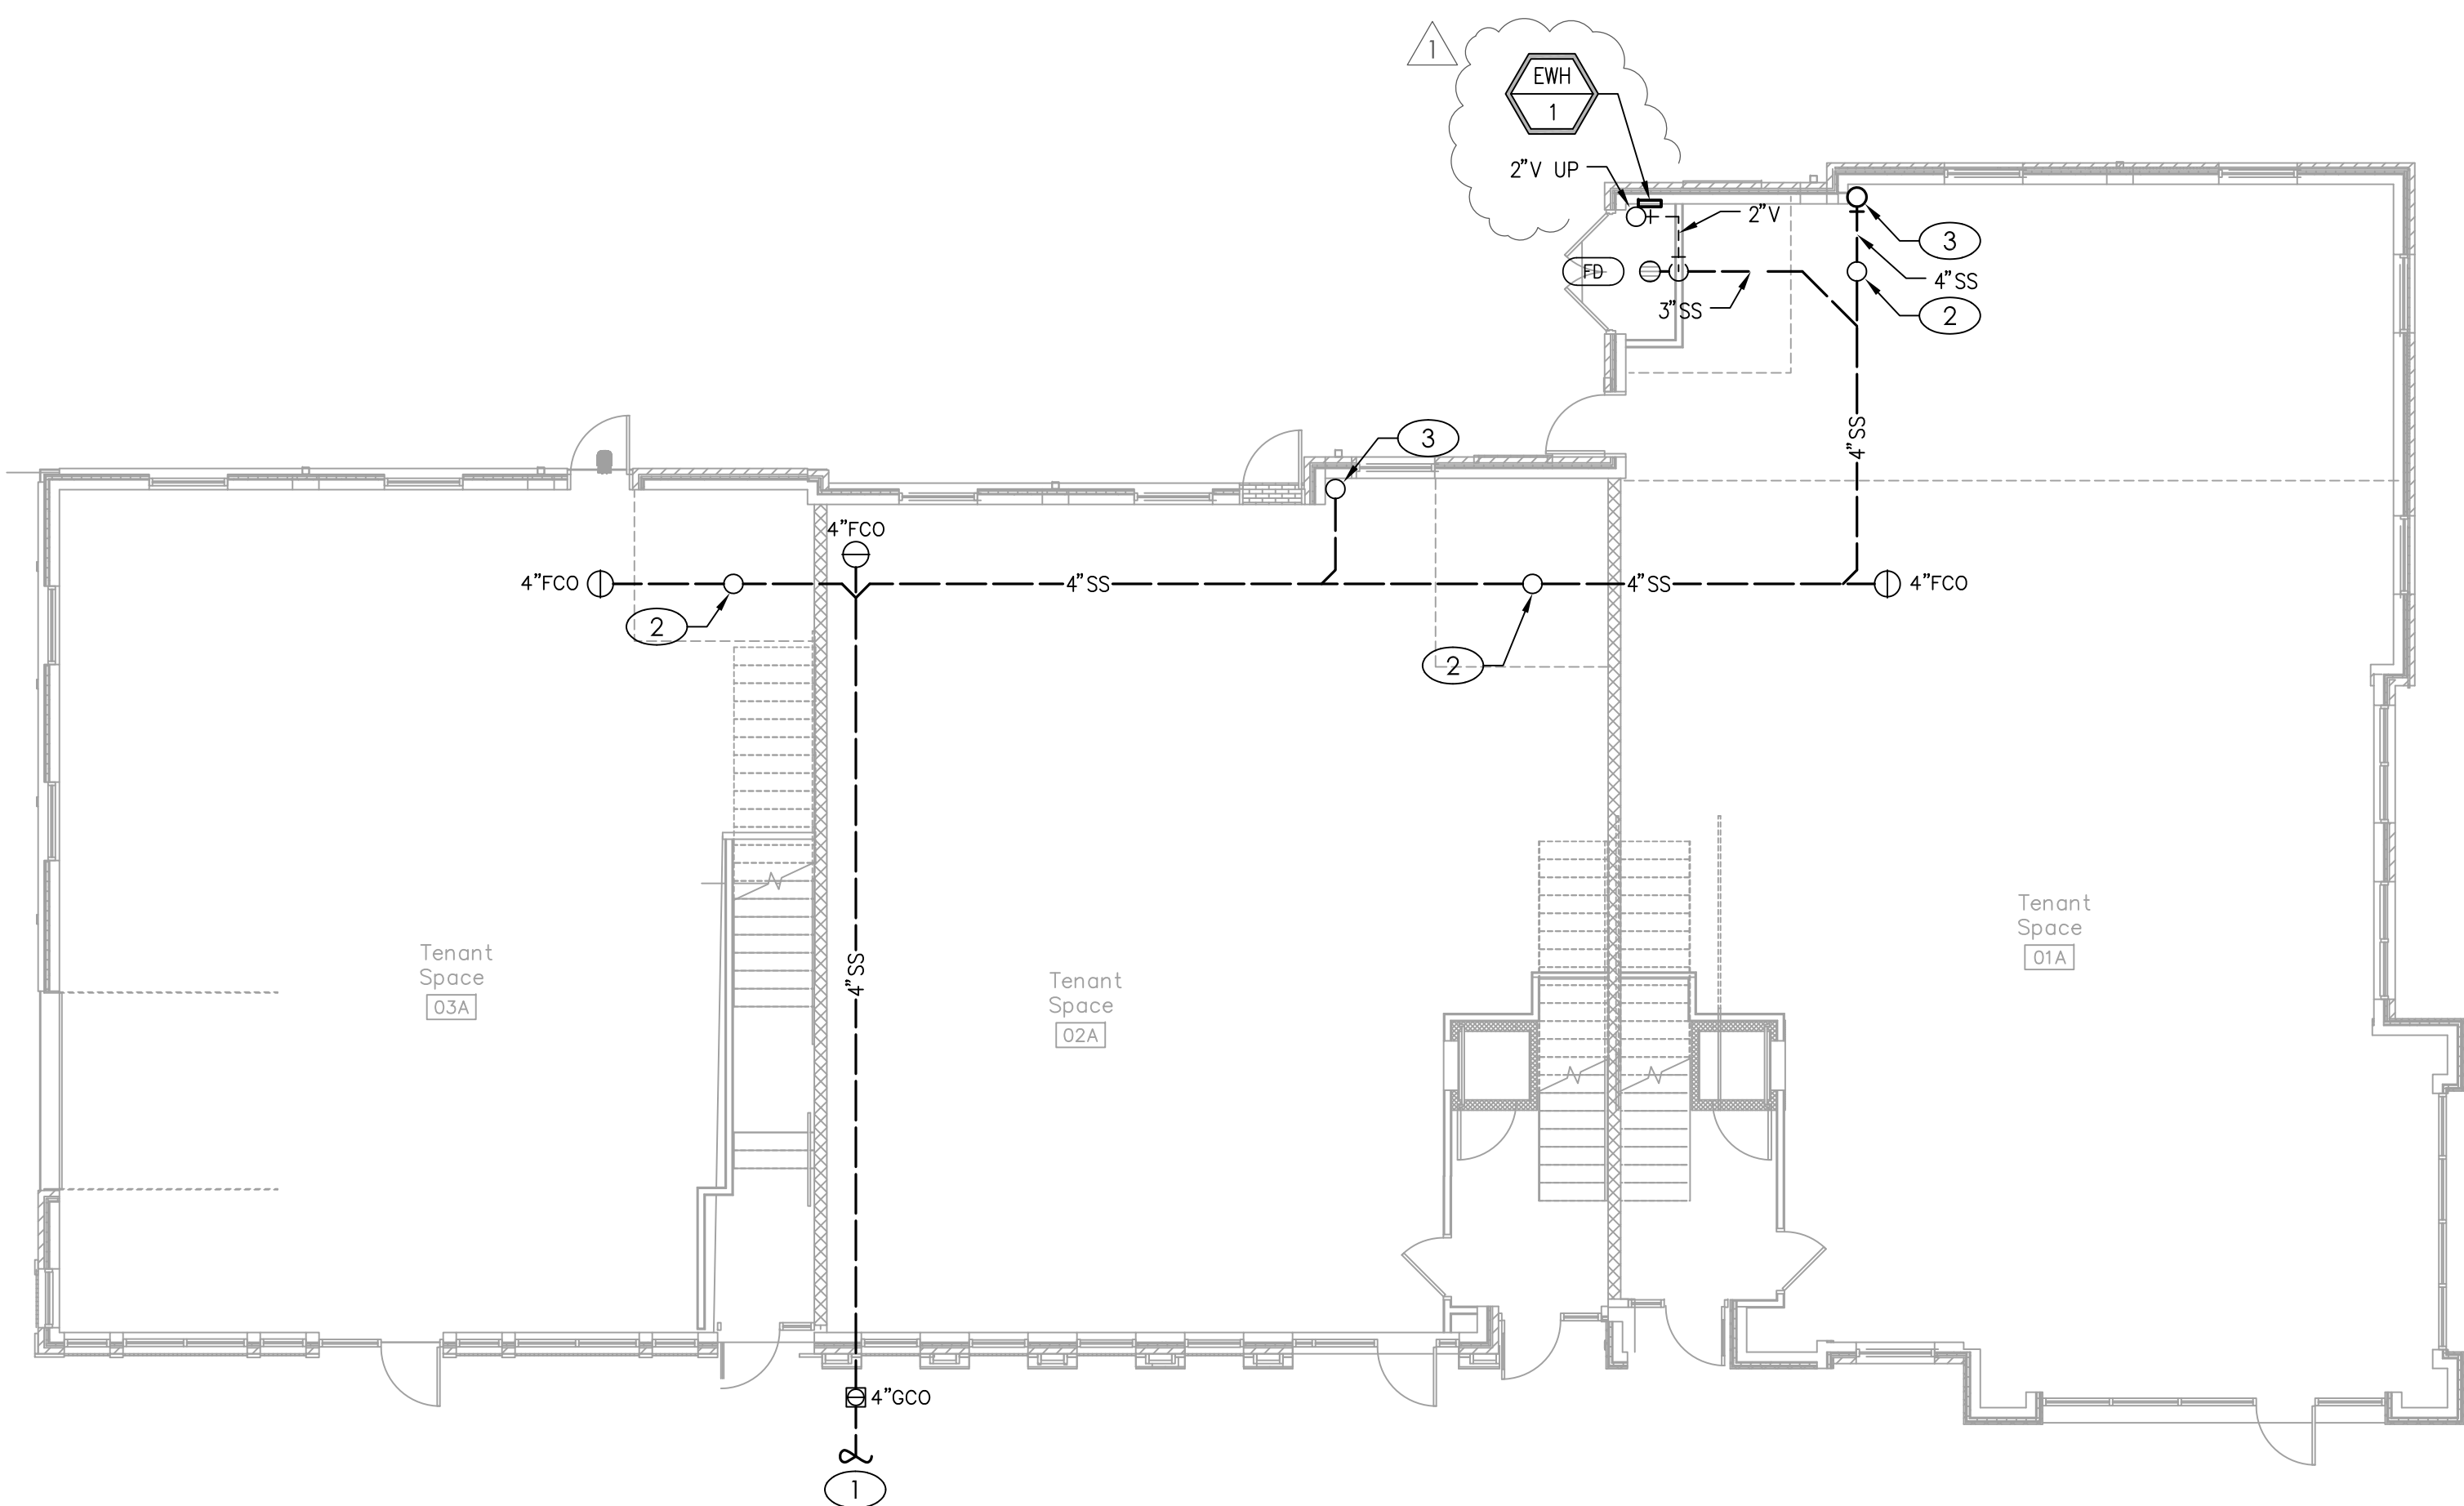 1
EWH
1
2"V UP
2"V
3
FD
4"SS
3"SS
2
4"SS
3
4"FCO
4"FCO
4"SS
4"SS
4"FCO
2
2
Tenant
Space
01A
Tenant
Space
03A
4"SS
Tenant
Space
02A
4"GCO
1